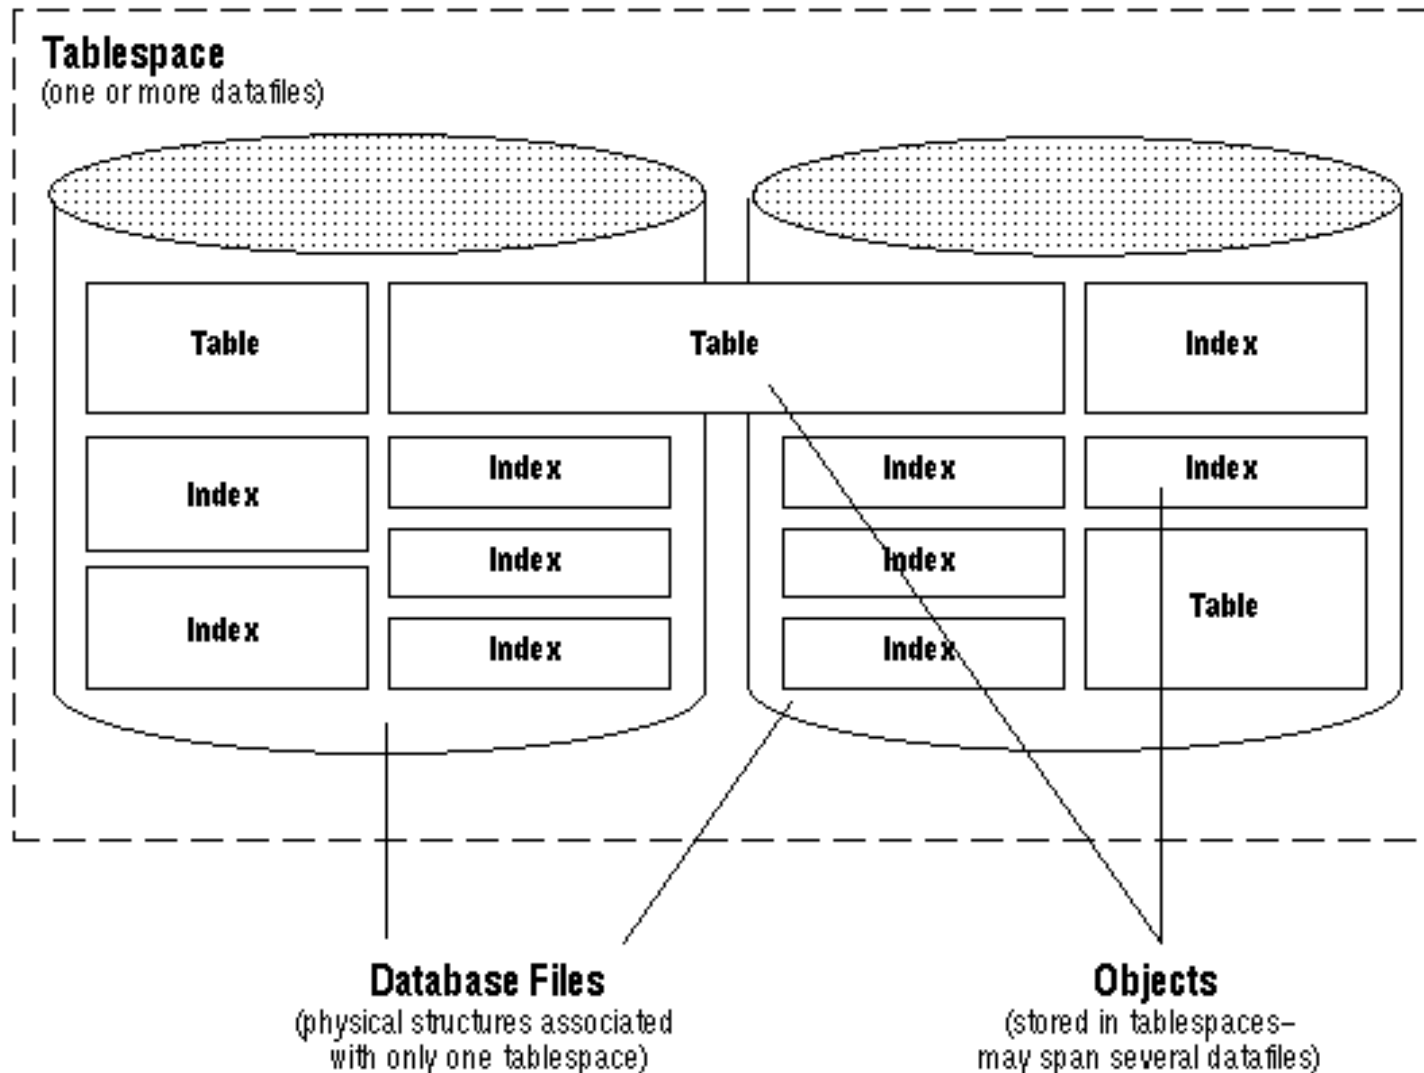 Tablespace
(one or more datafiles)
Table
Table
Index
Index
Index
Index
Index
Index
Index
Index
Index
Table
Index
Index
Database Files
(physical structures associated
with only one tablespace)
Objects
(stored in tablespaces–
may span several datafiles)